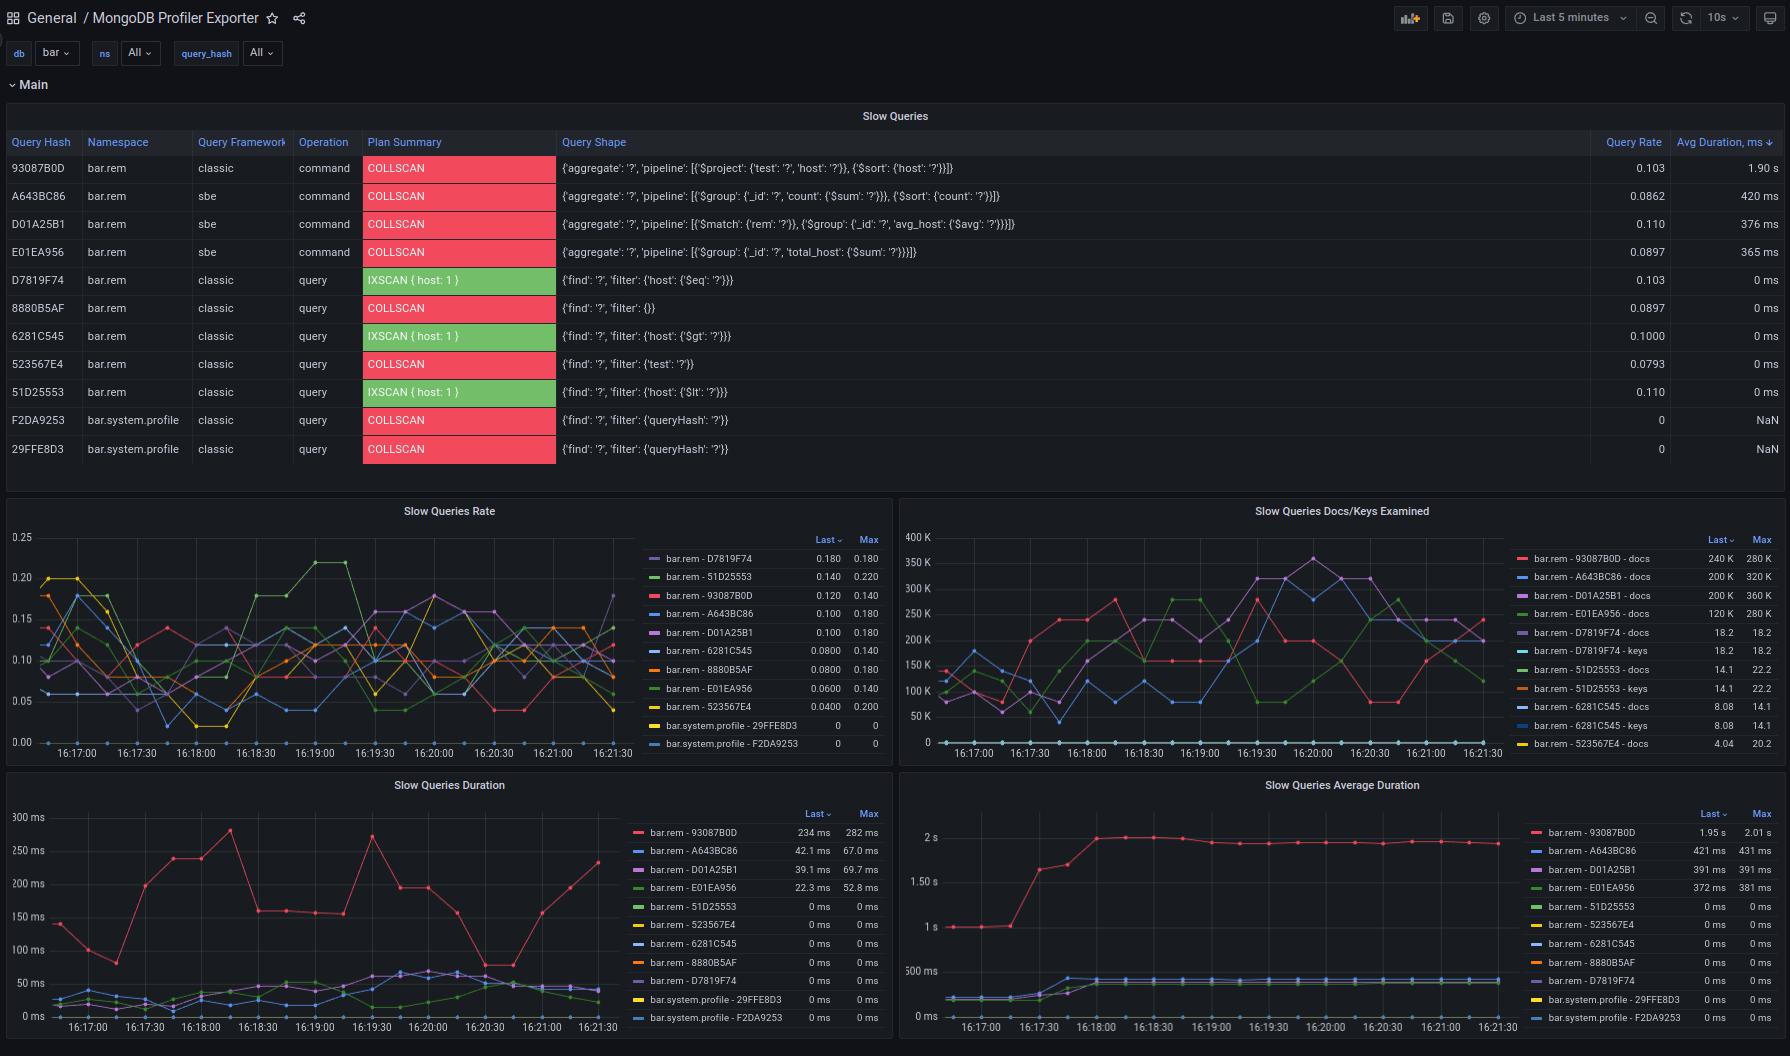 General / MongoDB Profiler Exporter
Last 5 minutes
10s
db bar ns All query_hash All
Main
Slow Queries
Query Hash Namespace Query Framework Operation Plan Summary Query Shape Query Rate Avg Duration, ms
93087B0D bar.rem classic command COLLSCAN {'aggregate': '?', 'pipeline': [{'$project': {'test': '?', 'host': '?'}}, {'$sort': {'host': '?'}}]} 0.103 1.90 s
A643BC86 bar.rem sbe command COLLSCAN {'aggregate': '?', 'pipeline': [{'$group': {'_id': '?', 'count': {'$sum': '?'}}}, {'$sort': {'count': '?'}}]} 0.0862 420 ms
D01A25B1 bar.rem sbe command COLLSCAN {'aggregate': '?', 'pipeline': [{'$match': {'rem': '?'}}, {'$group': {'_id': '?', 'avg_host': {'$avg': '?'}}}]} 0.110 376 ms
E01EA956 bar.rem sbe command COLLSCAN {'aggregate': '?', 'pipeline': [{'$group': {'_id': '?', 'total_host': {'$sum': '?'}}}]} 0.0897 365 ms
D7819F74 bar.rem classic query IXSCAN { host: 1 } {'find': '?', 'filter': {'host': {'$eq': '?'}}} 0.103 0 ms
8880B5AF bar.rem classic query COLLSCAN {'find': '?', 'filter': {}} 0.0897 0 ms
6281C545 bar.rem classic query IXSCAN { host: 1 } {'find': '?', 'filter': {'host': {'$gt': '?'}}} 0.1000 0 ms
523567E4 bar.rem classic query COLLSCAN {'find': '?', 'filter': {'test': '?'}} 0.0793 0 ms
51D25553 bar.rem classic query IXSCAN { host: 1 } {'find': '?', 'filter': {'host': {'$lt': '?'}}} 0.110 0 ms
F2DA9253 bar.system.profile classic query COLLSCAN {'find': '?', 'filter': {'queryHash': '?'}} 0 NaN
29FFE8D3 bar.system.profile classic query COLLSCAN {'find': '?', 'filter': {'queryHash': '?'}} 0 NaN
Slow Queries Rate
0.25
0.20
0.15
0.10
0.05
0.00
16:17:00 16:17:30 16:18:00 16:18:30 16:19:00 16:19:30 16:20:00 16:20:30 16:21:00 16:21:30
Last Max
bar.rem - D7819F74 0.180 0.180
bar.rem - 51D25553 0.140 0.220
bar.rem - 93087B0D 0.120 0.140
bar.rem - A643BC86 0.100 0.180
bar.rem - D01A25B1 0.100 0.180
bar.rem - 6281C545 0.0800 0.140
bar.rem - 8880B5AF 0.0800 0.180
bar.rem - E01EA956 0.0600 0.140
bar.rem - 523567E4 0.0400 0.200
bar.system.profile - 29FFE8D3 0 0
bar.system.profile - F2DA9253 0 0
Slow Queries Docs/Keys Examined
400 K
350 K
300 K
250 K
200 K
150 K
100 K
50 K
0
16:17:00 16:17:30 16:18:00 16:18:30 16:19:00 16:19:30 16:20:00 16:20:30 16:21:00 16:21:30
Last Max
bar.rem - 93087B0D - docs 240 K 280 K
bar.rem - A643BC86 - docs 200 K 320 K
bar.rem - D01A25B1 - docs 200 K 360 K
bar.rem - E01EA956 - docs 120 K 280 K
bar.rem - D7819F74 - docs 18.2 18.2
bar.rem - D7819F74 - keys 18.2 18.2
bar.rem - 51D25553 - docs 14.1 22.2
bar.rem - 51D25553 - keys 14.1 22.2
bar.rem - 6281C545 - docs 8.08 14.1
bar.rem - 6281C545 - keys 8.08 14.1
bar.rem - 523567E4 - docs 4.04 20.2
Slow Queries Duration
300 ms
250 ms
200 ms
150 ms
100 ms
50 ms
0 ms
16:17:00 16:17:30 16:18:00 16:18:30 16:19:00 16:19:30 16:20:00 16:20:30 16:21:00 16:21:30
Last Max
bar.rem - 93087B0D 234 ms 282 ms
bar.rem - A643BC86 42.1 ms 67.0 ms
bar.rem - D01A25B1 39.1 ms 69.7 ms
bar.rem - E01EA956 22.3 ms 52.8 ms
bar.rem - 51D25553 0 ms 0 ms
bar.rem - 523567E4 0 ms 0 ms
bar.rem - 6281C545 0 ms 0 ms
bar.rem - 8880B5AF 0 ms 0 ms
bar.rem - D7819F74 0 ms 0 ms
bar.system.profile - 29FFE8D3 0 ms 0 ms
bar.system.profile - F2DA9253 0 ms 0 ms
Slow Queries Average Duration
2 s
1.50 s
1 s
500 ms
0 ms
16:17:00 16:17:30 16:18:00 16:18:30 16:19:00 16:19:30 16:20:00 16:20:30 16:21:00 16:21:30
Last Max
bar.rem - 93087B0D 1.95 s 2.01 s
bar.rem - A643BC86 421 ms 431 ms
bar.rem - D01A25B1 391 ms 391 ms
bar.rem - E01EA956 372 ms 381 ms
bar.rem - 51D25553 0 ms 0 ms
bar.rem - 523567E4 0 ms 0 ms
bar.rem - 6281C545 0 ms 0 ms
bar.rem - 8880B5AF 0 ms 0 ms
bar.rem - D7819F74 0 ms 0 ms
bar.system.profile - 29FFE8D3 0 ms 0 ms
bar.system.profile - F2DA9253 0 ms 0 ms